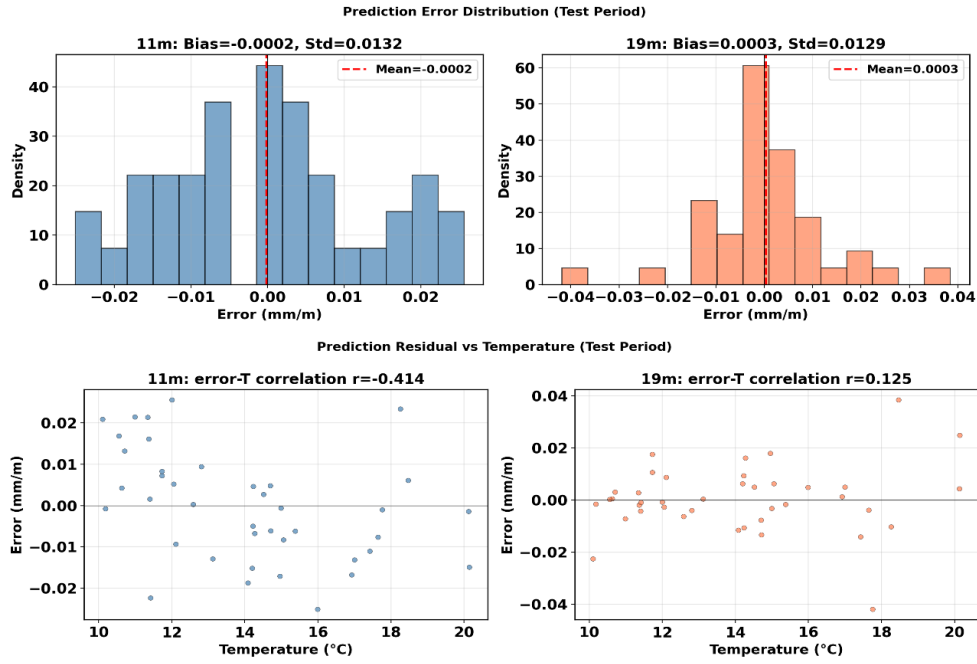 Prediction Error Distribution (Test Period)
11m: Bias=-0.0002, Std=0.0132
19m: Bias=0.0003, Std=0.0129
Mean=-0.0002
Mean=0.0003
Density
40
30
20
10
0
−0.02 −0.01 0.00 0.01 0.02
Error (mm/m)
Density
60
50
40
30
20
10
0
−0.04 −0.03 −0.02 −0.01 0.00 0.01 0.02 0.03 0.04
Error (mm/m)
Prediction Residual vs Temperature (Test Period)
11m: error-T correlation r=-0.414
19m: error-T correlation r=0.125
Error (mm/m)
0.02
0.01
0.00
−0.01
−0.02
10 12 14 16 18 20
Temperature (°C)
Error (mm/m)
0.04
0.02
0.00
−0.02
−0.04
10 12 14 16 18 20
Temperature (°C)